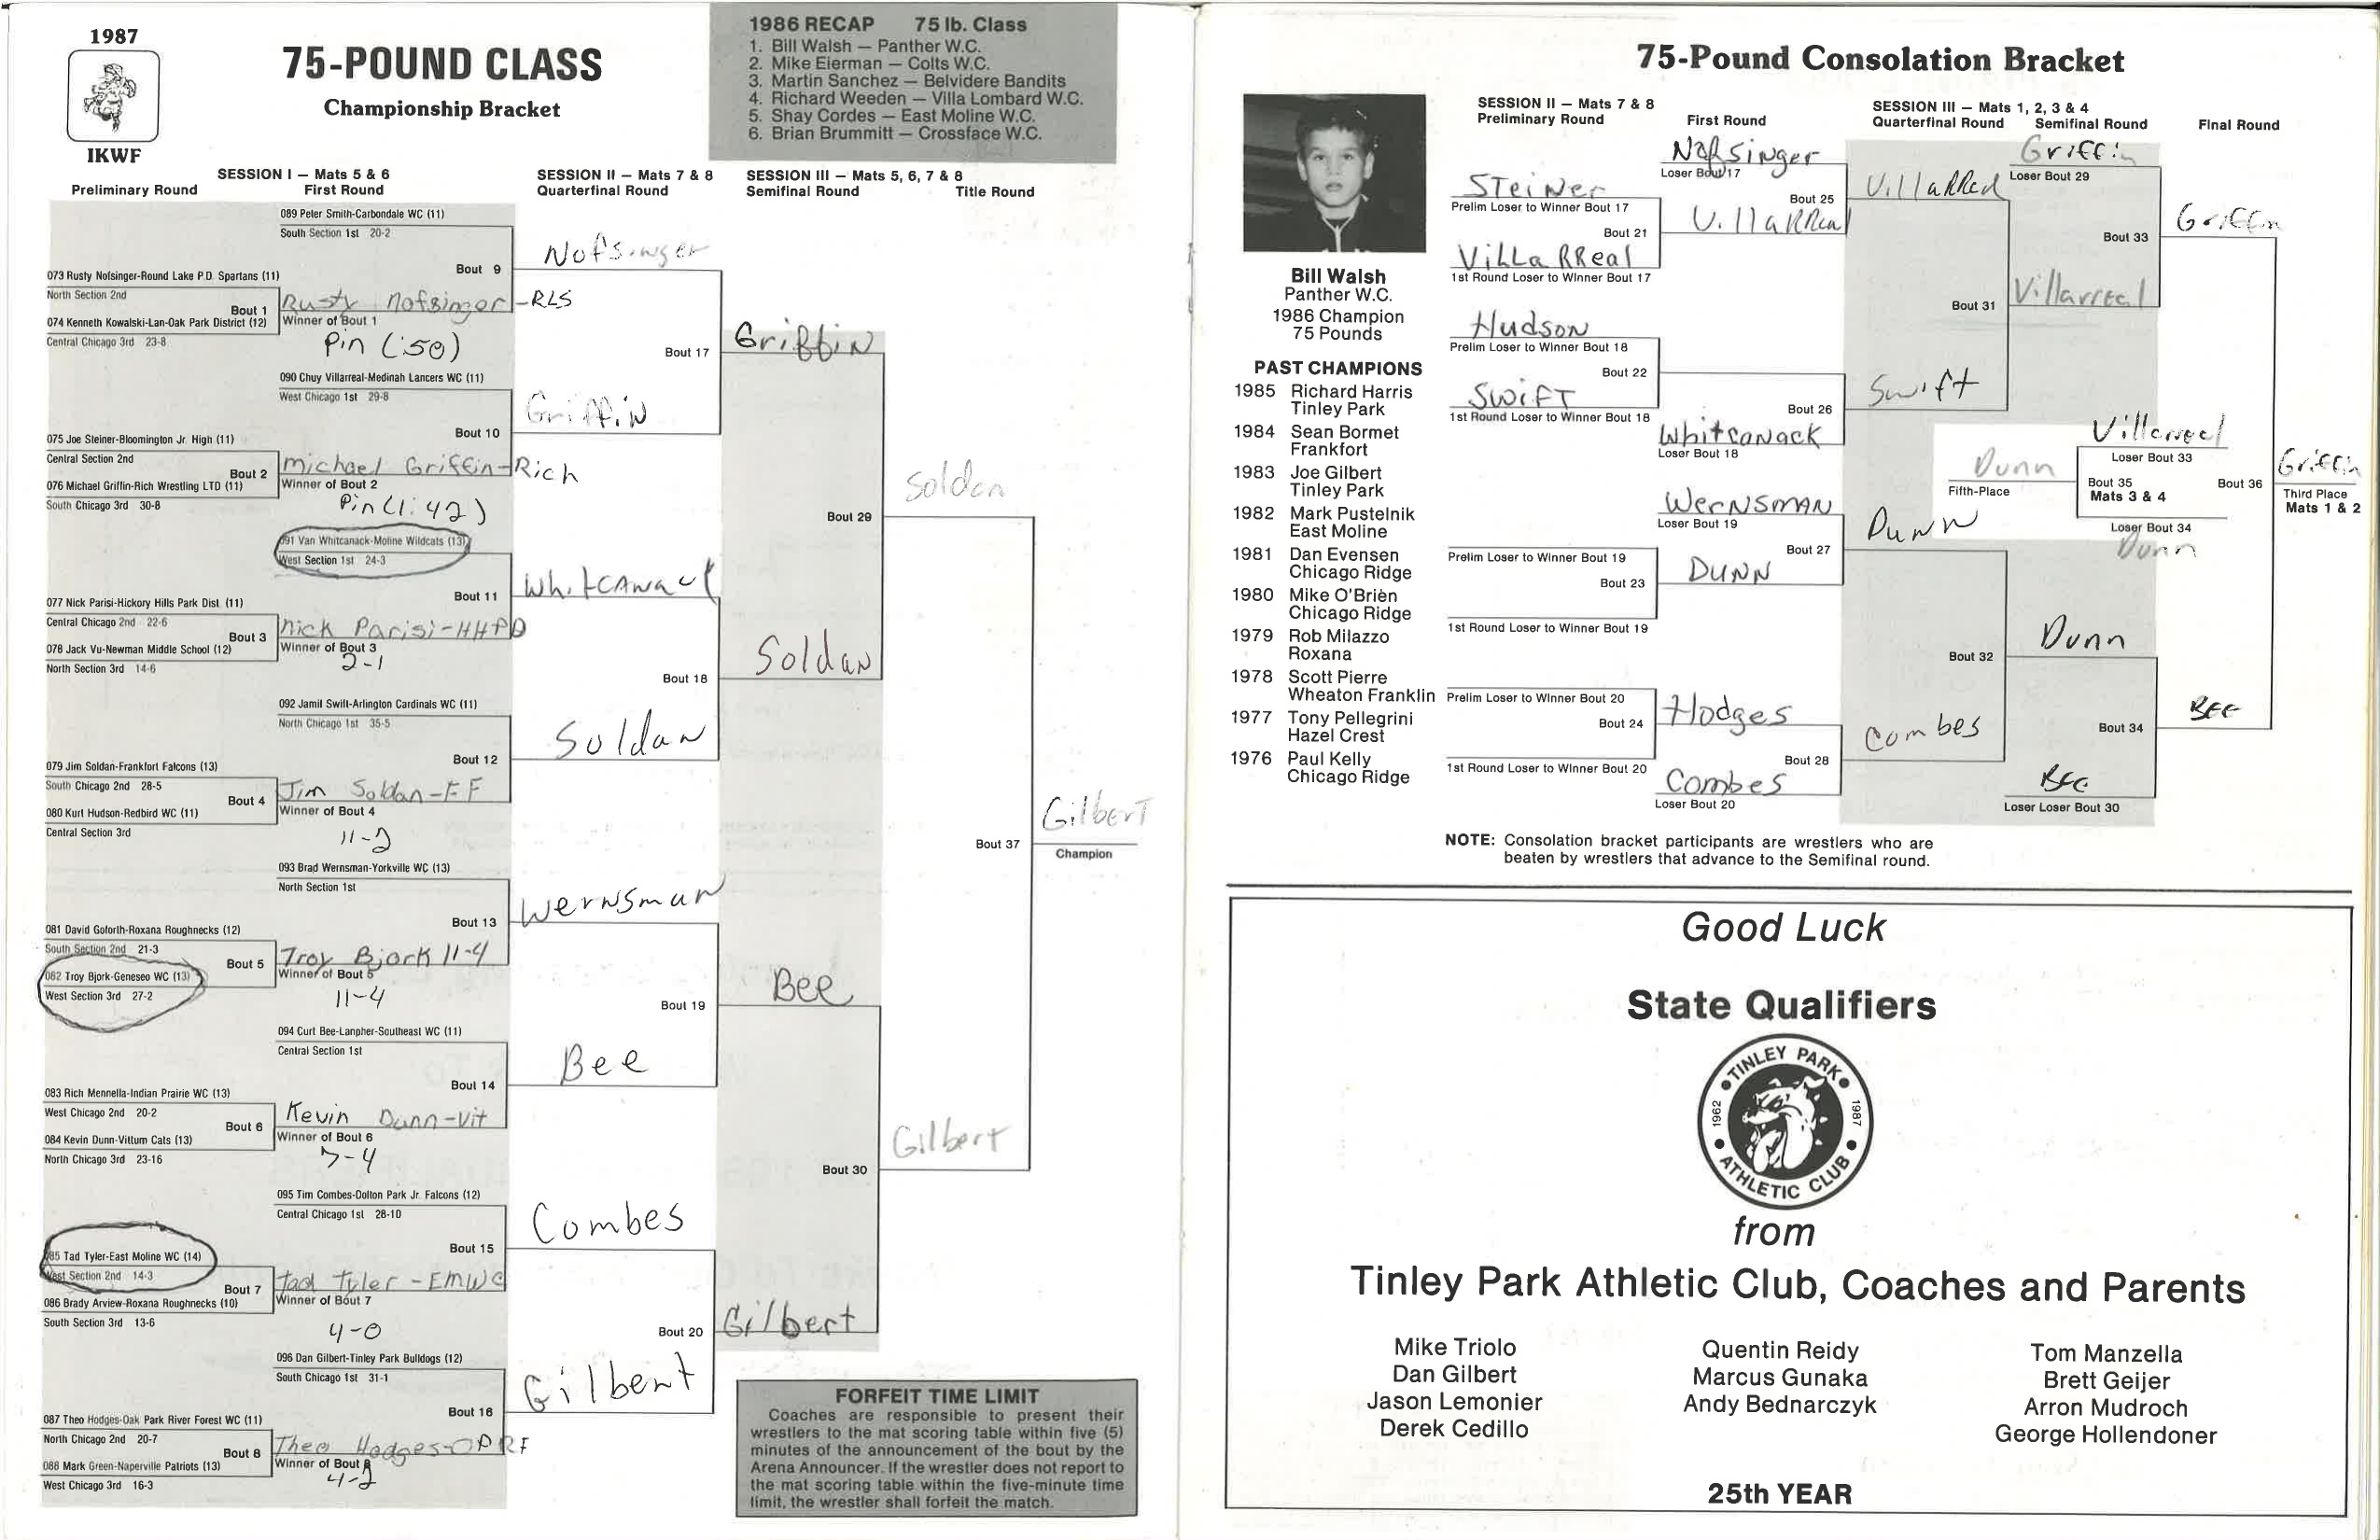 1987
IKWF
75-POUND CLASS
Championship Bracket
1986 RECAP 75 lb. Class
1. Bill Walsh — Panther W.C.
2. Mike Eierman — Colts W.C.
3. Martin Sanchez — Belvidere Bandits
4. Richard Weeden — Villa Lombard W.C.
5. Shay Cordes — East Moline W.C.
6. Brian Brummitt — Crossface W.C.
SESSION I — Mats 5 & 6
Preliminary Round First Round
SESSION II — Mats 7 & 8
Quarterfinal Round
SESSION III — Mats 5, 6, 7 & 8
Semifinal Round Title Round
089 Peter Smith-Carbondale WC (11)
South Section 1st 20-2
Bout 9
Nofsinger
073 Rusty Nofsinger-Round Lake P.D. Spartans (11)
North Section 2nd
Bout 1
Rusty Nofsinger-RLS
074 Kenneth Kowalski-Lan-Oak Park District (12)
Winner of Bout 1
Central Chicago 3rd 23-8
Pin (:50)
Bout 17
Griffin
090 Chuy Villarreal-Medinah Lancers WC (11)
West Chicago 1st 29-8
Bout 10
Griffin
075 Joe Steiner-Bloomington Jr. High (11)
Central Section 2nd
Bout 2
Michael Griffin-Rich
076 Michael Griffin-Rich Wrestling LTD (11)
Winner of Bout 2
South Chicago 3rd 30-8
Pin (1:42)
Bout 29
Soldan
091 Van Whitcanack-Moline Wildcats (13)
West Section 1st 24-3
Bout 11
Whitcanack
077 Nick Parisi-Hickory Hills Park Dist. (11)
Central Chicago 2nd 22-6
Bout 3
Nick Parisi-HHPD
078 Jack Vu-Newman Middle School (12)
Winner of Bout 3
North Section 3rd 14-6
2-1
Bout 18
Soldan
092 Jamil Swift-Arlington Cardinals WC (11)
North Chicago 1st 35-5
Bout 12
Soldan
079 Jim Soldan-Frankfort Falcons (13)
South Chicago 2nd 28-5
Bout 4
Jim Soldan-FF
080 Kurt Hudson-Redbird WC (11)
Winner of Bout 4
Central Section 3rd
11-2
Bout 37
Gilbert
Champion
093 Brad Wernsman-Yorkville WC (13)
North Section 1st
Bout 13
Wernsman
081 David Goforth-Roxana Roughnecks (12)
South Section 2nd 21-3
Bout 5
Troy Bjork 11-4
082 Troy Bjork-Geneseo WC (13)
Winner of Bout 5
West Section 3rd 27-2
11-4
Bout 19
Bee
094 Curt Bee-Lanpher-Southeast WC (11)
Central Section 1st
Bout 14
Bee
083 Rich Mennella-Indian Prairie WC (13)
West Chicago 2nd 20-2
Bout 6
Kevin Dunn-Vit
084 Kevin Dunn-Vittum Cats (13)
Winner of Bout 6
North Chicago 3rd 23-16
7-4
Bout 30
Gilbert
095 Tim Combes-Dolton Park Jr. Falcons (12)
Central Chicago 1st 28-10
Bout 15
Combes
85 Tad Tyler-East Moline WC (14)
West Section 2nd 14-3
Bout 7
Tad Tyler-EMWC
086 Brady Arview-Roxana Roughnecks (10)
Winner of Bout 7
South Section 3rd 13-6
4-0
Bout 20
Gilbert
096 Dan Gilbert-Tinley Park Bulldogs (12)
South Chicago 1st 31-1
Bout 16
Gilbert
087 Theo Hodges-Oak Park River Forest WC (11)
North Chicago 2nd 20-7
Bout 8
Theo Hodges-OPRF
088 Mark Green-Naperville Patriots (13)
Winner of Bout 8
West Chicago 3rd 16-3
4-2
FORFEIT TIME LIMIT
Coaches are responsible to present their
wrestlers to the mat scoring table within five (5)
minutes of the announcement of the bout by the
Arena Announcer. If the wrestler does not report to
the mat scoring table within the five-minute time
limit, the wrestler shall forfeit the match.
75-Pound Consolation Bracket
Bill Walsh
Panther W.C.
1986 Champion
75 Pounds
PAST CHAMPIONS
1985 Richard Harris
Tinley Park
1984 Sean Bormet
Frankfort
1983 Joe Gilbert
Tinley Park
1982 Mark Pustelnik
East Moline
1981 Dan Evensen
Chicago Ridge
1980 Mike O'Brièn
Chicago Ridge
1979 Rob Milazzo
Roxana
1978 Scott Pierre
Wheaton Franklin
1977 Tony Pellegrini
Hazel Crest
1976 Paul Kelly
Chicago Ridge
SESSION II — Mats 7 & 8
Preliminary Round First Round
SESSION III — Mats 1, 2, 3 & 4
Quarterfinal Round Semifinal Round Final Round
Nofsinger
Loser Bout 17
Steiner
Prelim Loser to Winner Bout 17
Bout 21
Villarreal
Bout 25
Villarreal
Villarreal
1st Round Loser to Winner Bout 17
Griffin
Loser Bout 29
Bout 33
Griffin
Bout 31
Villarreal
Hudson
Prelim Loser to Winner Bout 18
Bout 22
Swift
1st Round Loser to Winner Bout 18
Bout 26
Swift
Whitcanack
Loser Bout 18
Villarreal
Loser Bout 33
Dunn
Fifth-Place
Bout 35
Mats 3 & 4
Bout 36
Griffin
Third Place
Mats 1 & 2
Loser Bout 34
Dunn
Wernsman
Loser Bout 19
Bout 27
Dunn
Prelim Loser to Winner Bout 19
Bout 23
Dunn
1st Round Loser to Winner Bout 19
Bout 32
Dunn
Prelim Loser to Winner Bout 20
Bout 24
Hodges
1st Round Loser to Winner Bout 20
Bout 28
Combes
Combes
Loser Bout 20
Bout 34
Bee
Bee
Loser Loser Bout 30
NOTE: Consolation bracket participants are wrestlers who are
beaten by wrestlers that advance to the Semifinal round.
Good Luck
State Qualifiers
TINLEY PARK
1962 1987
ATHLETIC CLUB
from
Tinley Park Athletic Club, Coaches and Parents
Mike Triolo
Dan Gilbert
Jason Lemonier
Derek Cedillo
Quentin Reidy
Marcus Gunaka
Andy Bednarczyk
Tom Manzella
Brett Geijer
Arron Mudroch
George Hollendoner
25th YEAR